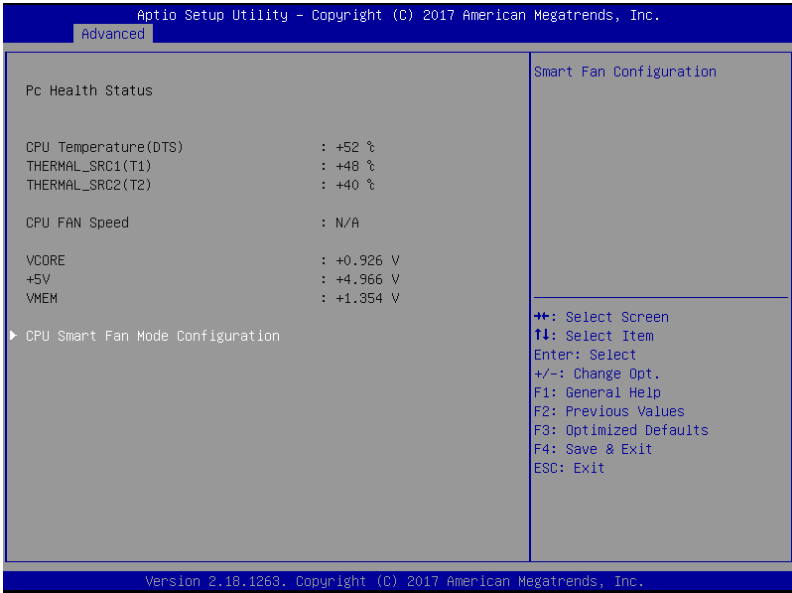 Aptio Setup Utility – Copyright (C) 2017 American Megatrends, Inc.
Advanced
Pc Health Status
CPU Temperature(DTS) : +52 ℃
THERMAL_SRC1(T1) : +48 ℃
THERMAL_SRC2(T2) : +40 ℃
CPU FAN Speed : N/A
VCORE : +0.926 V
+5V : +4.966 V
VMEM : +1.354 V
CPU Smart Fan Mode Configuration
Smart Fan Configuration
→←: Select Screen
↑↓: Select Item
Enter: Select
+/-: Change Opt.
F1: General Help
F2: Previous Values
F3: Optimized Defaults
F4: Save & Exit
ESC: Exit
Version 2.18.1263. Copyright (C) 2017 American Megatrends, Inc.